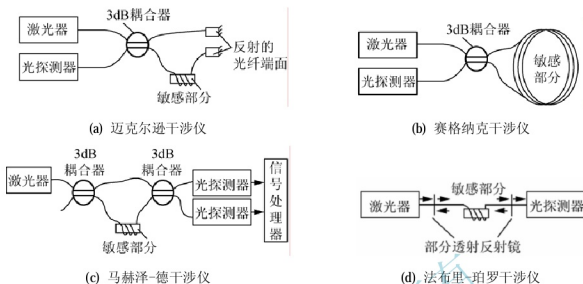 3dB耦合器
激光器
光探测器
反射的
光纤端面
敏感部分
(a) 迈克尔逊干涉仪
3dB耦合器
激光器
光探测器
敏感
部分
(b) 赛格纳克干涉仪
3dB
耦合器
3dB
耦合器
激光器
光探测器
光探测器
信号处理器
敏感部分
(c) 马赫泽-德干涉仪
敏感部分
激光器
光探测器
部分透射反射镜
(d) 法布里-珀罗干涉仪